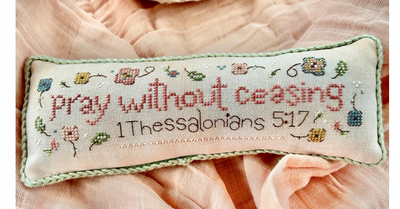 pray without ceasing
1 Thessalonians 5:17